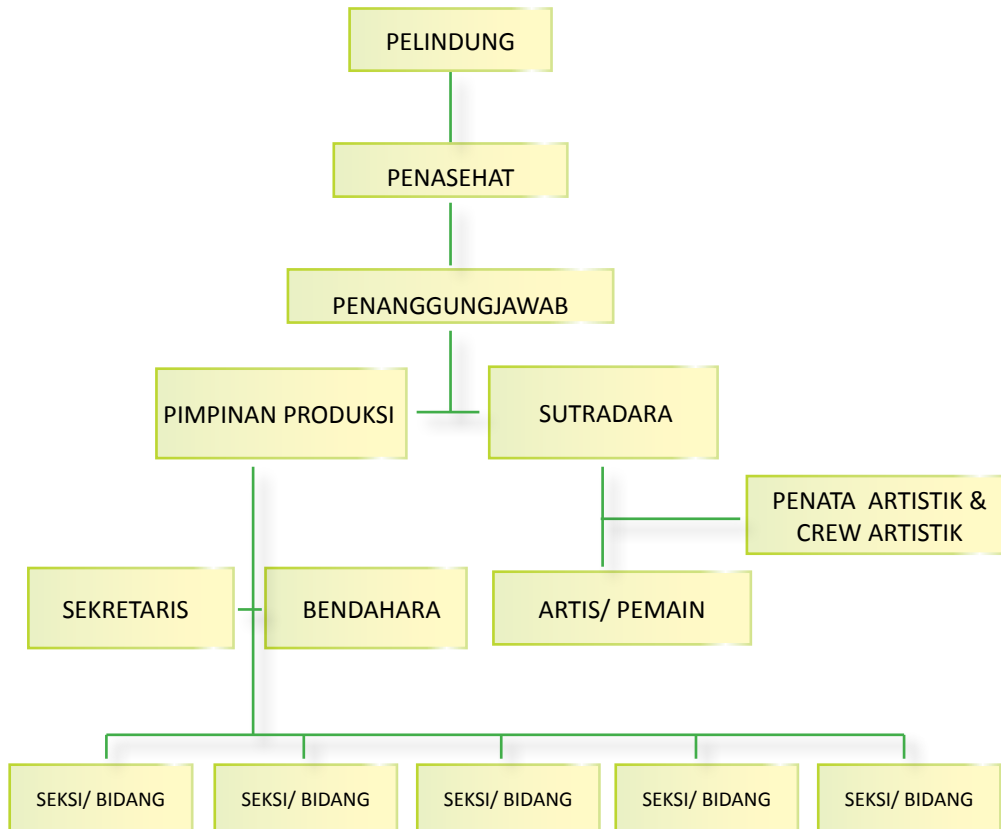 PELINDUNG
PENASEHAT
PENANGGUNGJAWAB
PIMPINAN PRODUKSI
SUTRADARA
PENATA ARTISTIK &
CREW ARTISTIK
SEKRETARIS
BENDAHARA
ARTIS/ PEMAIN
SEKSI/ BIDANG
SEKSI/ BIDANG
SEKSI/ BIDANG
SEKSI/ BIDANG
SEKSI/ BIDANG